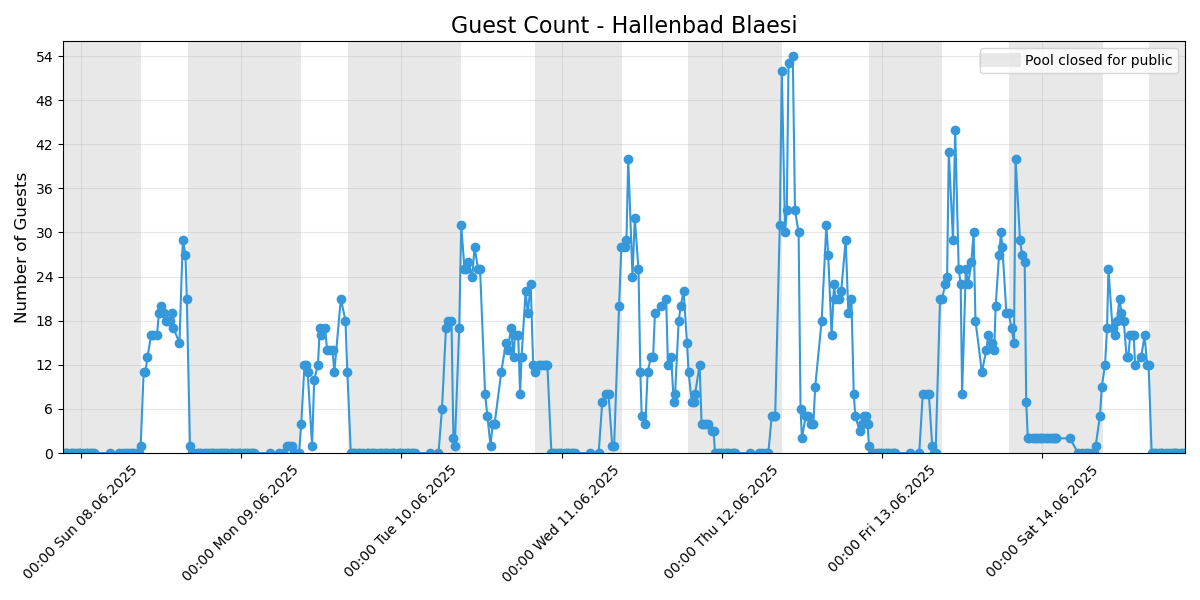 Guest Count - Hallenbad Blaesi
Pool closed for public
Number of Guests
54
48
42
36
30
24
18
12
6
0
00:00 Sun 08.06.2025
00:00 Mon 09.06.2025
00:00 Tue 10.06.2025
00:00 Wed 11.06.2025
00:00 Thu 12.06.2025
00:00 Fri 13.06.2025
00:00 Sat 14.06.2025